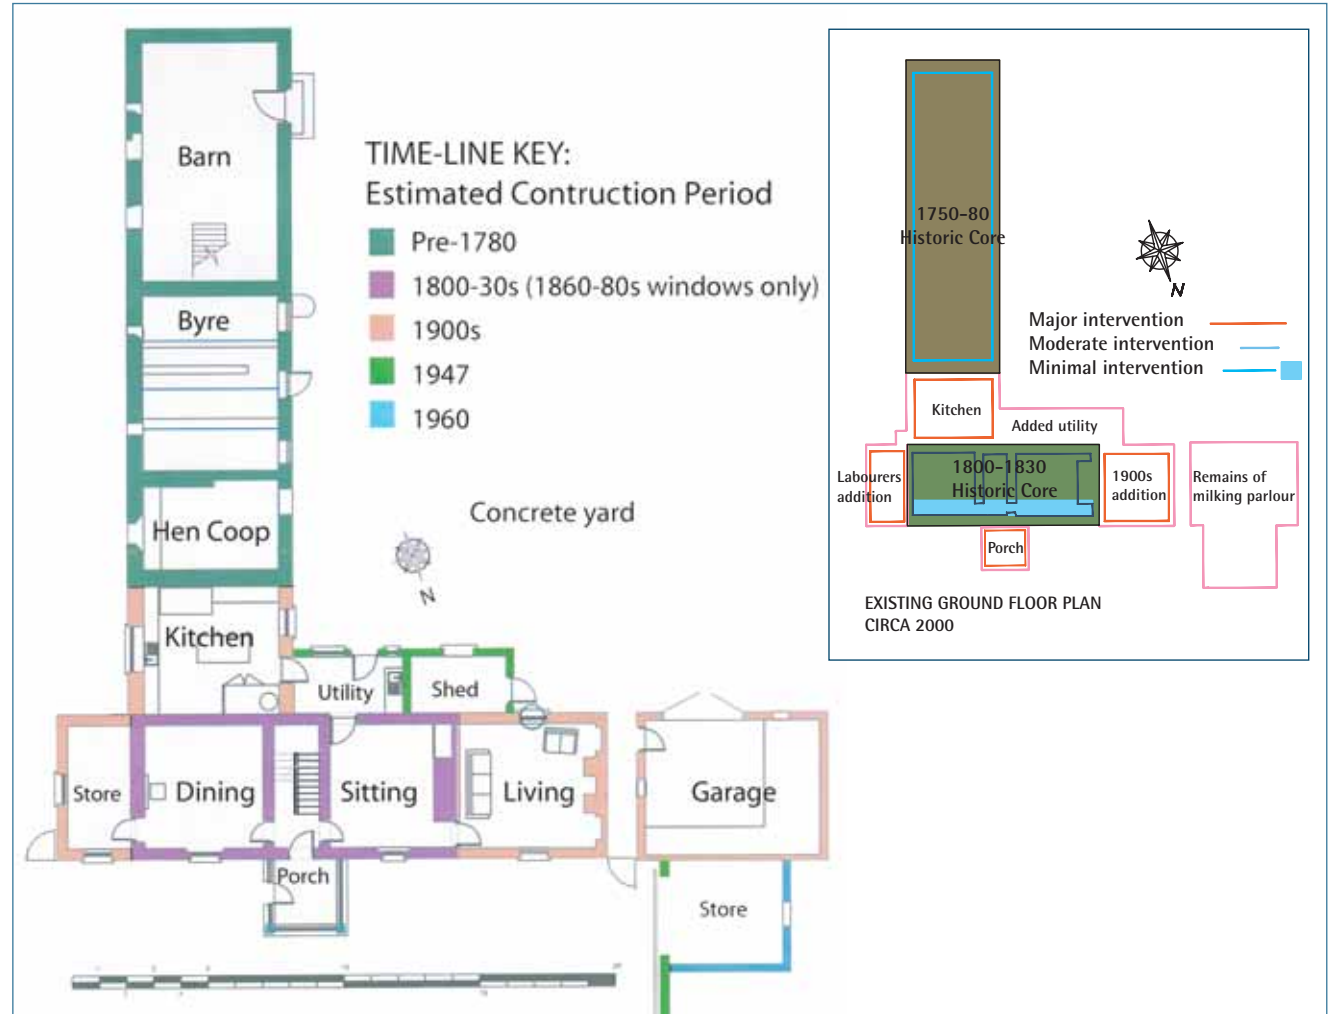 Barn
TIME-LINE KEY:
Estimated Contruction Period
Pre-1780
1800-30s (1860-80s windows only)
1900s
1947
1960
Byre
Hen Coop
Concrete yard
N
Kitchen
Utility
Shed
Store
Dining
Sitting
Living
Garage
Porch
Store
1750-80
Historic Core
N
Major intervention
Moderate intervention
Minimal intervention
Kitchen
Added utility
Labourers
addition
1800-1830
Historic Core
1900s
addition
Remains of
milking parlour
Porch
EXISTING GROUND FLOOR PLAN
CIRCA 2000